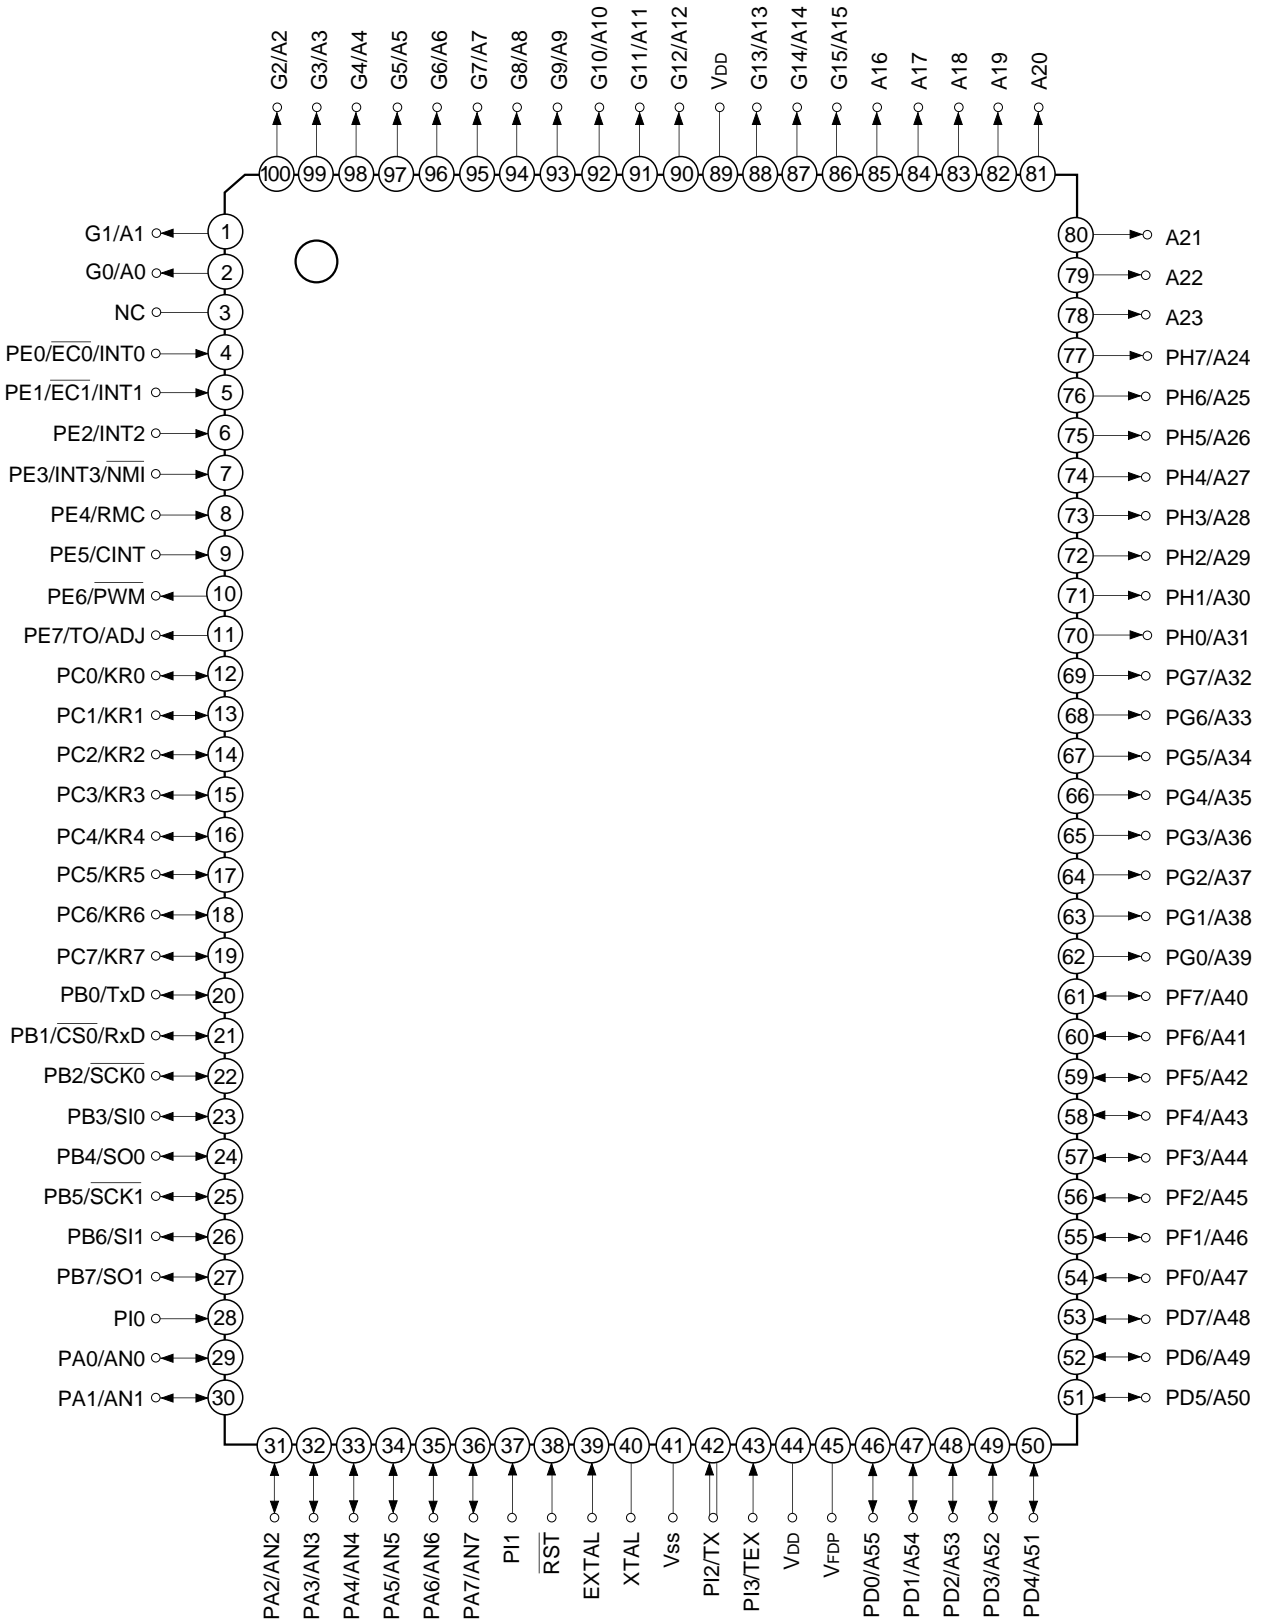 G2/A2
G3/A3
G4/A4
G5/A5
G6/A6
G7/A7
G8/A8
G9/A9
G10/A10
G11/A11
G12/A12
VDD
G13/A13
G14/A14
G15/A15
A16
A17
A18
A19
A20
100
99
98
97
96
95
94
93
92
91
90
89
88
87
86
85
84
83
82
81
G1/A1 1
G0/A0 2
NC 3
PE0/EC0/INT0 4
PE1/EC1/INT1 5
PE2/INT2 6
PE3/INT3/NMI 7
PE4/RMC 8
PE5/CINT 9
PE6/PWM 10
PE7/TO/ADJ 11
PC0/KR0 12
PC1/KR1 13
PC2/KR2 14
PC3/KR3 15
PC4/KR4 16
PC5/KR5 17
PC6/KR6 18
PC7/KR7 19
PB0/TxD 20
PB1/CS0/RxD 21
PB2/SCK0 22
PB3/SI0 23
PB4/SO0 24
PB5/SCK1 25
PB6/SI1 26
PB7/SO1 27
PI0 28
PA0/AN0 29
PA1/AN1 30
80 A21
79 A22
78 A23
77 PH7/A24
76 PH6/A25
75 PH5/A26
74 PH4/A27
73 PH3/A28
72 PH2/A29
71 PH1/A30
70 PH0/A31
69 PG7/A32
68 PG6/A33
67 PG5/A34
66 PG4/A35
65 PG3/A36
64 PG2/A37
63 PG1/A38
62 PG0/A39
61 PF7/A40
60 PF6/A41
59 PF5/A42
58 PF4/A43
57 PF3/A44
56 PF2/A45
55 PF1/A46
54 PF0/A47
53 PD7/A48
52 PD6/A49
51 PD5/A50
31
32
33
34
35
36
37
38
39
40
41
42
43
44
45
46
47
48
49
50
PA2/AN2
PA3/AN3
PA4/AN4
PA5/AN5
PA6/AN6
PA7/AN7
PI1
RST
EXTAL
XTAL
Vss
PI2/TX
PI3/TEX
VDD
VFDP
PD0/A55
PD1/A54
PD2/A53
PD3/A52
PD4/A51